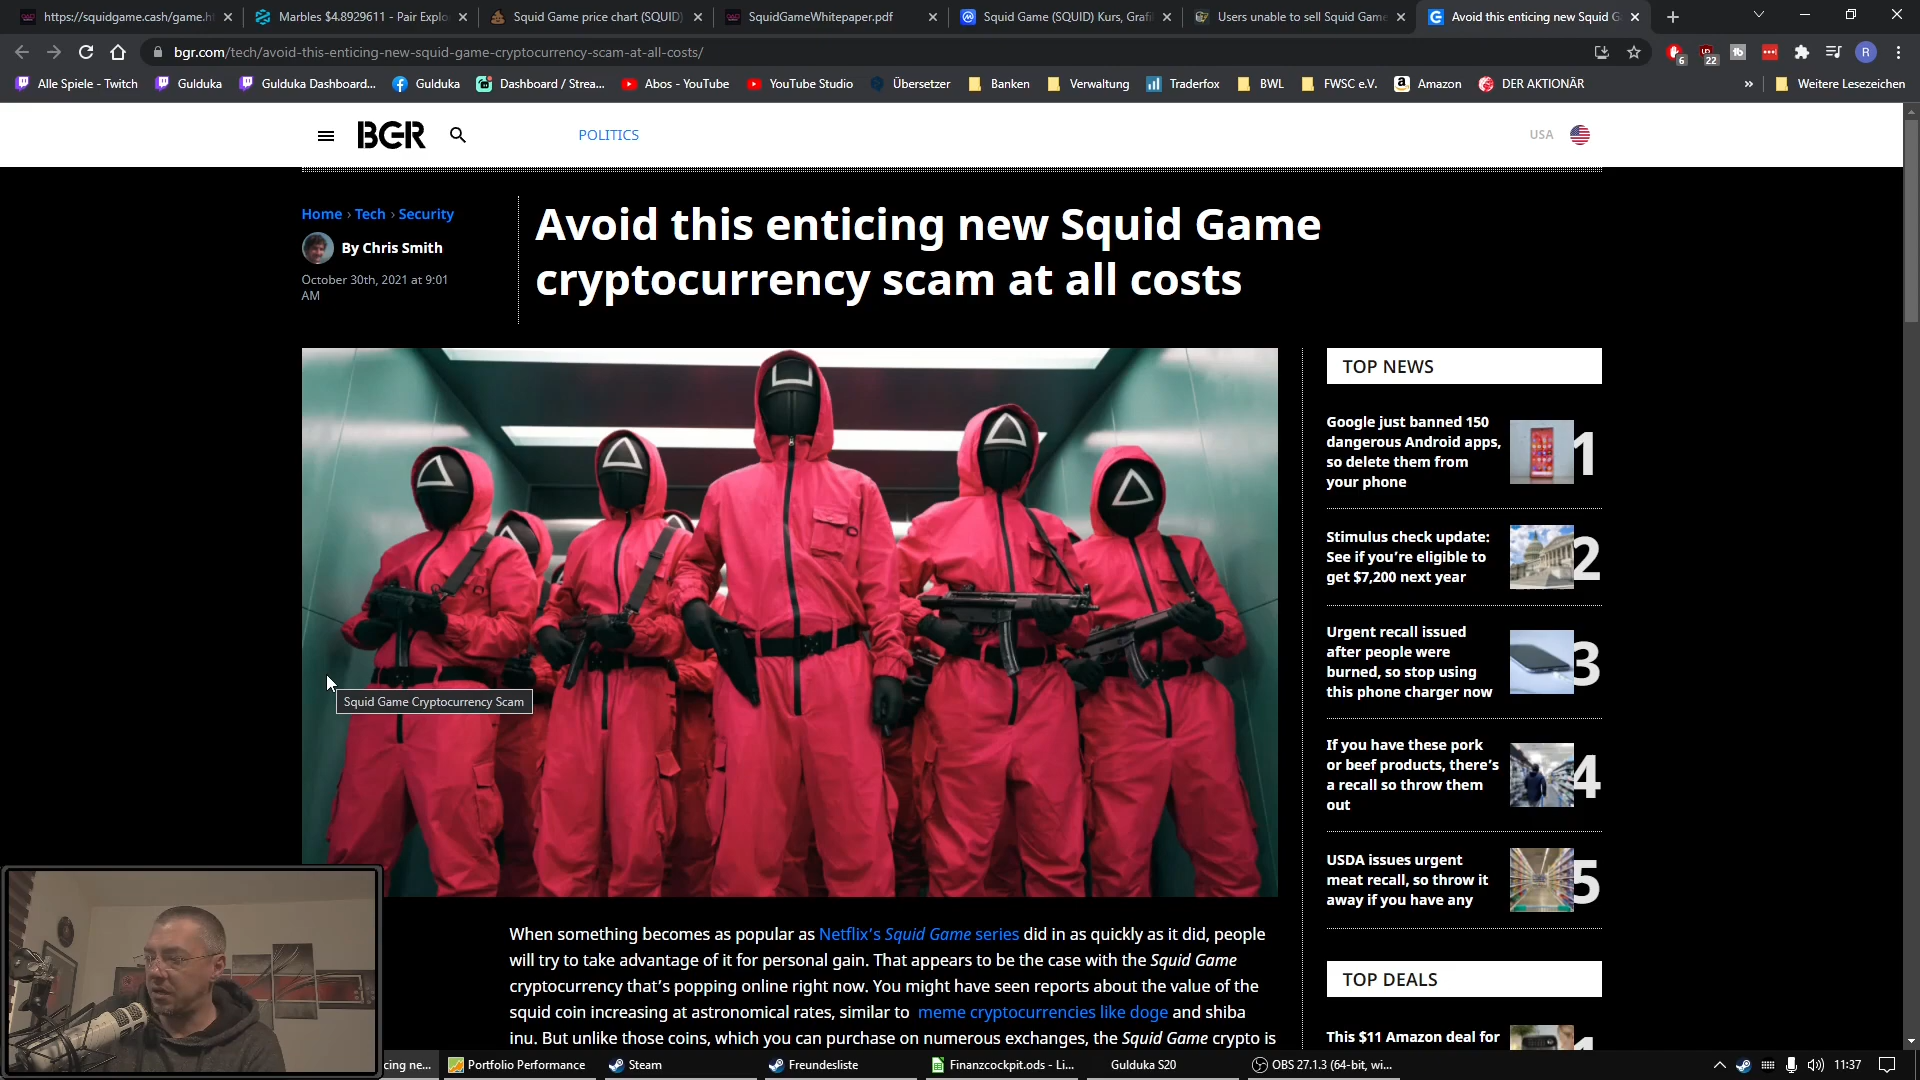 https://squidgame.cash/game.h
Marbles $4.8929611 - Pair Explo
Squid Game price chart (SQUID)
SquidGameWhitepaper.pdf
Squid Game (SQUID) Kurs, Grafi
Users unable to sell Squid Game
Avoid this enticing new Squid G
bgr.com/tech/avoid-this-enticing-new-squid-game-cryptocurrency-scam-at-all-costs/
6
22
R
Alle Spiele - Twitch
Gulduka
Gulduka Dashboard...
Gulduka
Dashboard / Strea...
Abos - YouTube
YouTube Studio
Übersetzer
Banken
Verwaltung
Traderfox
BWL
FWSC e.V.
Amazon
DER AKTIONÄR
»
Weitere Lesezeichen
BGR
POLITICS
USA
Home › Tech › Security
By Chris Smith
October 30th, 2021 at 9:01
AM
Avoid this enticing new Squid Game
cryptocurrency scam at all costs
Squid Game Cryptocurrency Scam
When something becomes as popular as Netflix's Squid Game series did in as quickly as it did, people
will try to take advantage of it for personal gain. That appears to be the case with the Squid Game
cryptocurrency that's popping online right now. You might have seen reports about the value of the
squid coin increasing at astronomical rates, similar to meme cryptocurrencies like doge and shiba
inu. But unlike those coins, which you can purchase on numerous exchanges, the Squid Game crypto is
TOP NEWS
Google just banned 150
dangerous Android apps,
so delete them from
your phone
1
Stimulus check update:
See if you're eligible to
get $7,200 next year
2
Urgent recall issued
after people were
burned, so stop using
this phone charger now
3
If you have these pork
or beef products, there's
a recall so throw them
out
4
USDA issues urgent
meat recall, so throw it
away if you have any
5
TOP DEALS
This $11 Amazon deal for
cing ne...
Portfolio Performance
Steam
Freundesliste
Finanzcockpit.ods - Li...
Gulduka S20
OBS 27.1.3 (64-bit, wi...
11:37